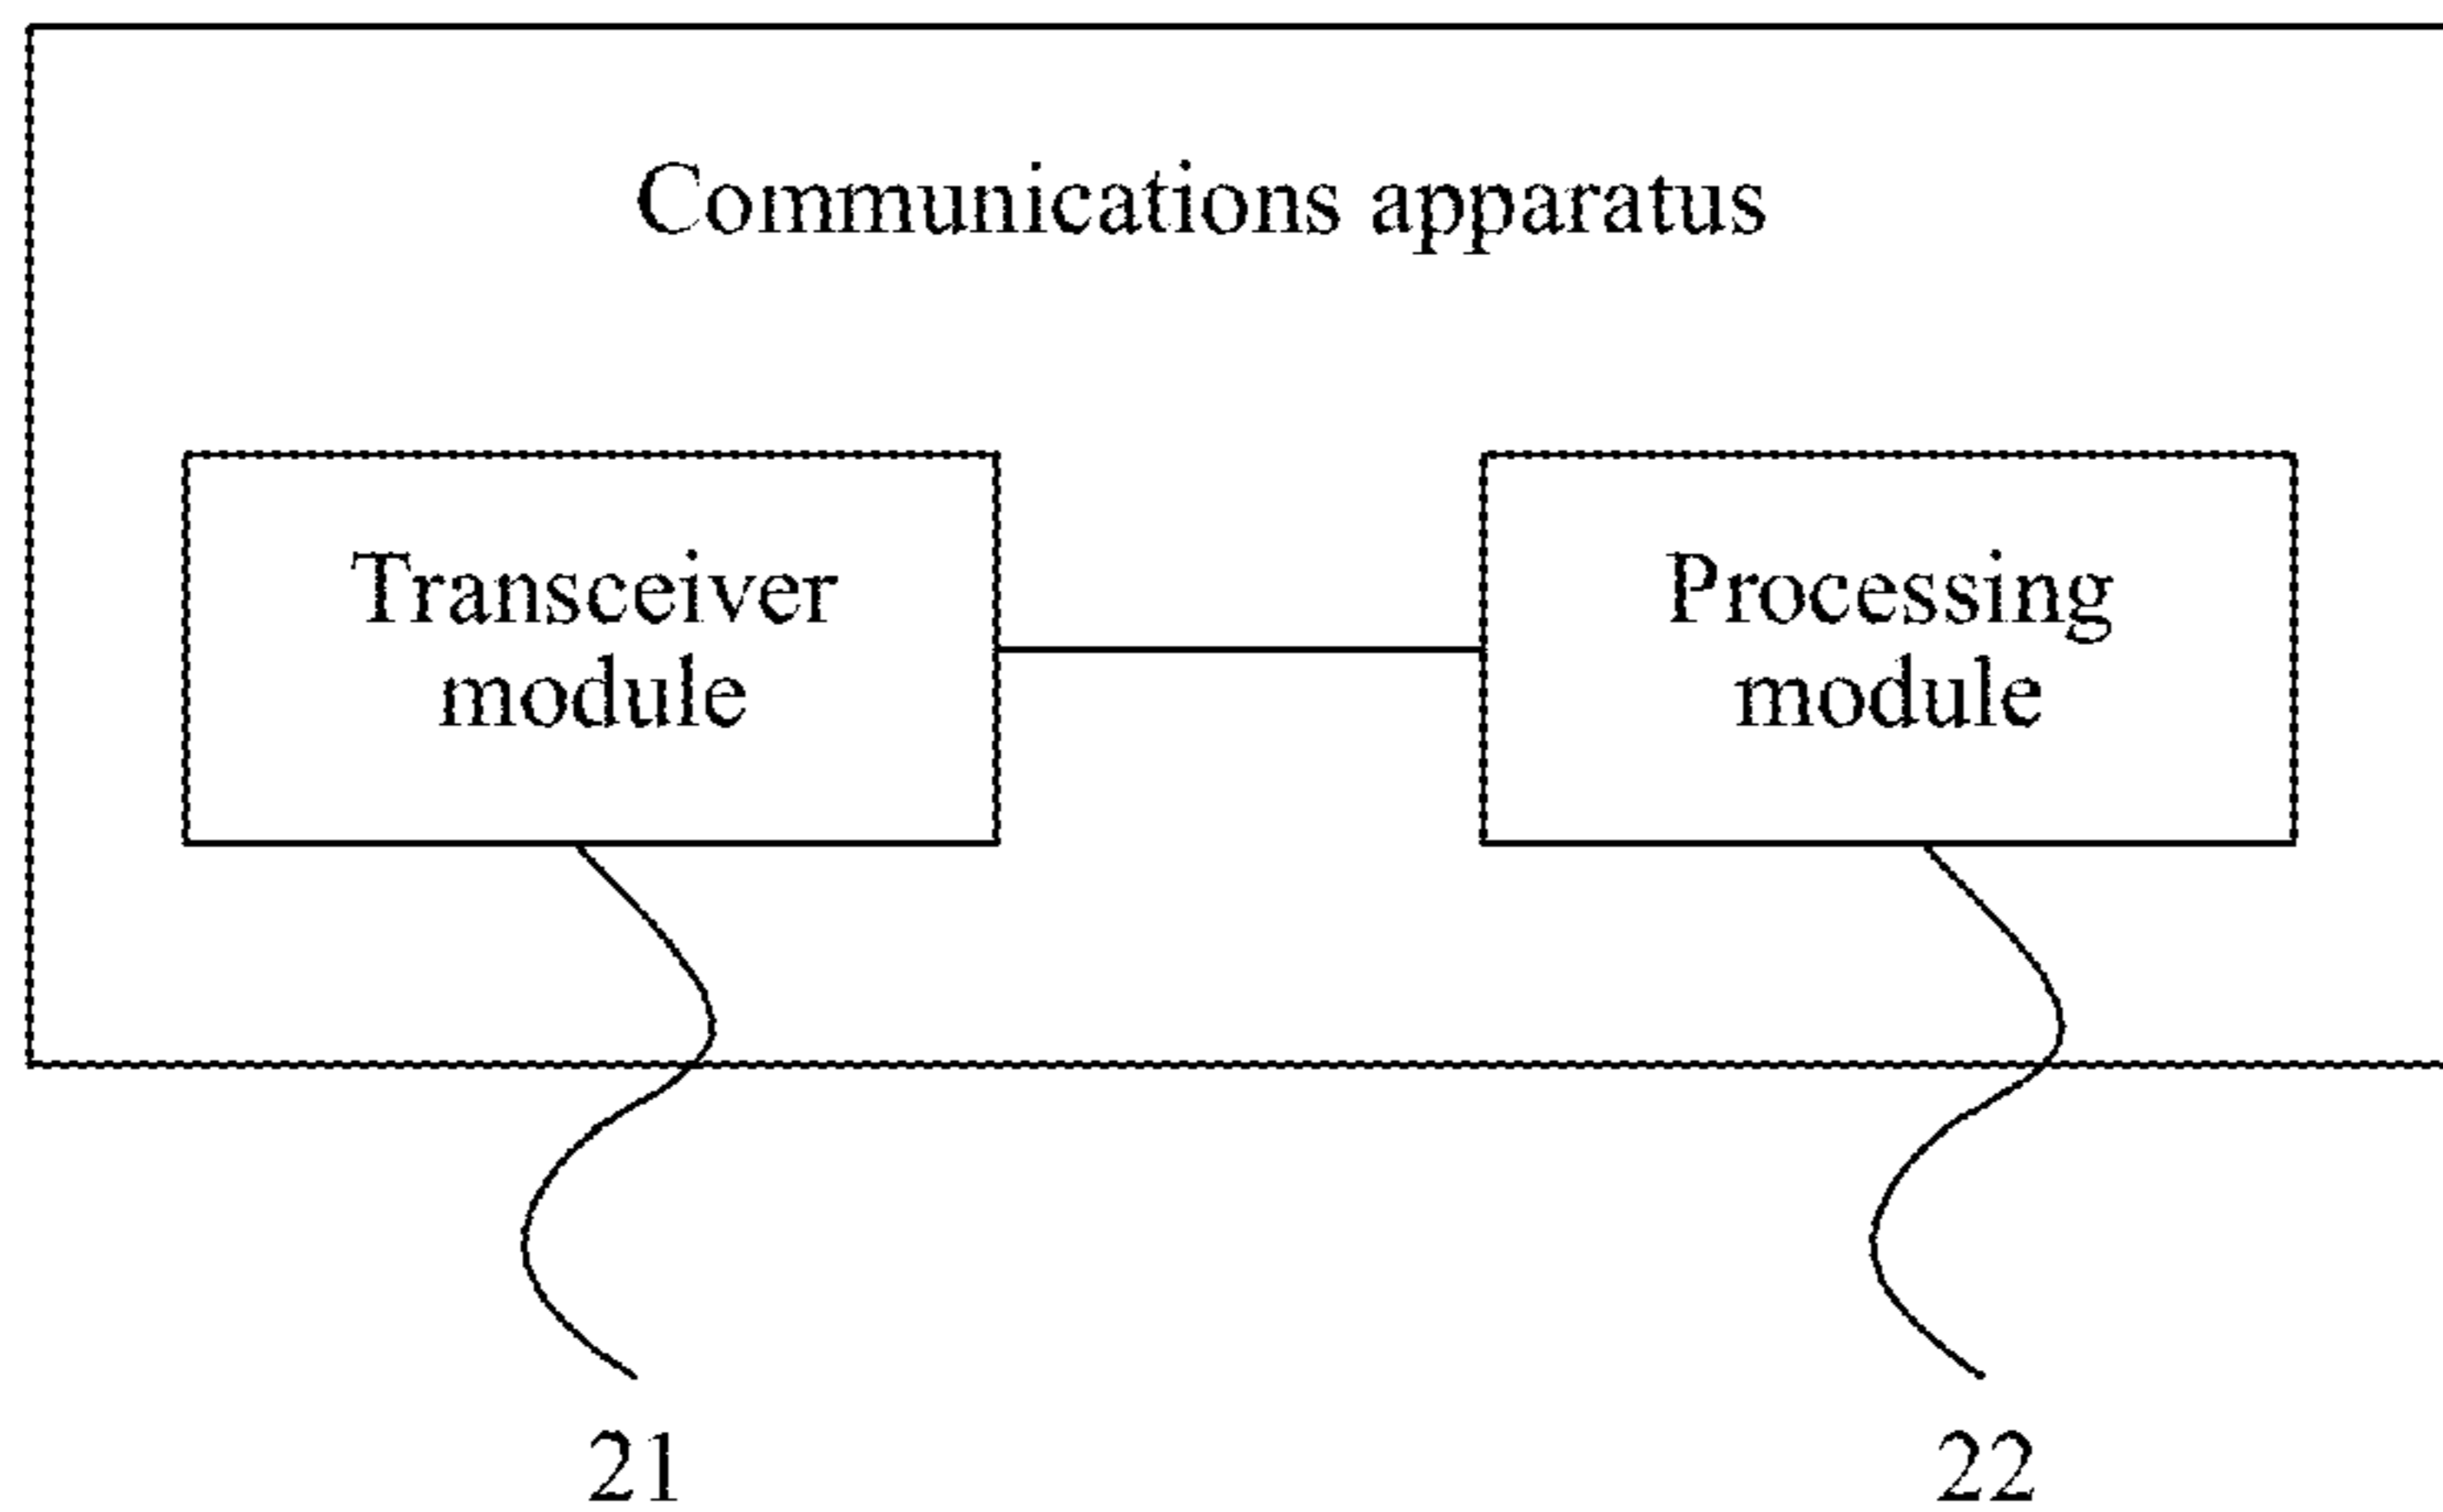 Communications apparatus
Transceiver
module
Processing
module
21
22